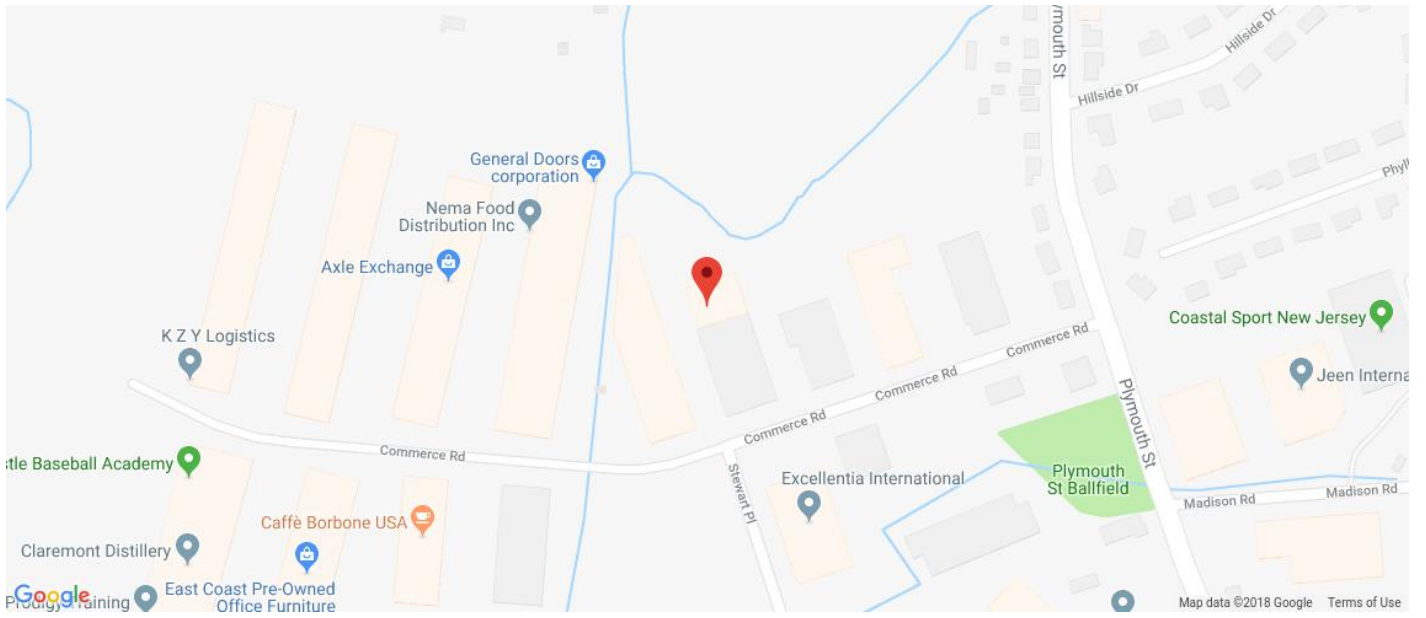 ymouth St
Hillside Dr
Hillside Dr
General Doors
corporation
Phyll
Nema Food
Distribution Inc
Axle Exchange
Coastal Sport New Jersey
K Z Y Logistics
Commerce Rd
Jeen Interna
Commerce Rd
Plymouth St
Commerce Rd
Commerce Rd
stle Baseball Academy
Stewart Pl
Excellentia International
Plymouth
St Ballfield
Madison Rd
Madison Rd
Caffè Borbone USA
Claremont Distillery
East Coast Pre-Owned
Office Furniture
Google
Prodigy Training
Map data ©2018 Google
Terms of Use